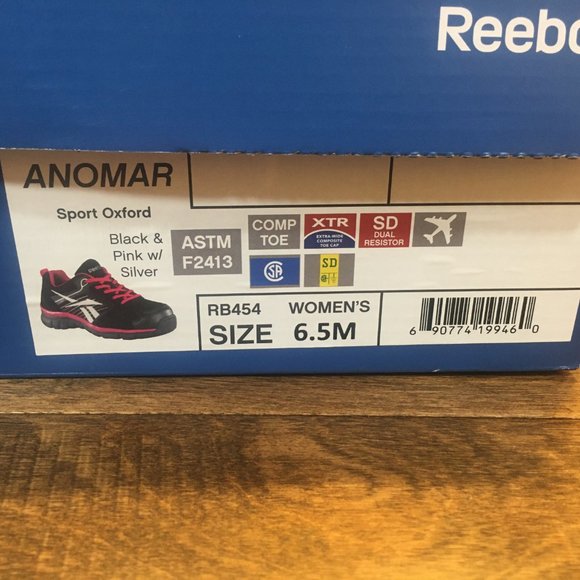 Reebo
ANOMAR
Sport Oxford
Black &
Pink w/
Silver
ASTM
F2413
COMP
TOE
XTR
EXTRA-WIDE
COMPOSITE
TOE CAP
SD
DUAL
RESISTOR
SD
RB454 WOMEN'S
SIZE 6.5M
6 90774 19946 0